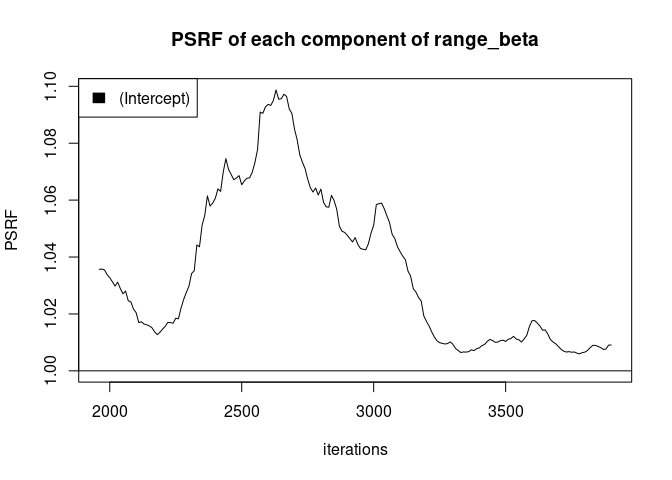 PSRF of each component of range_beta
(Intercept)
PSRF
1.10
1.08
1.06
1.04
1.02
1.00
2000
2500
3000
3500
iterations